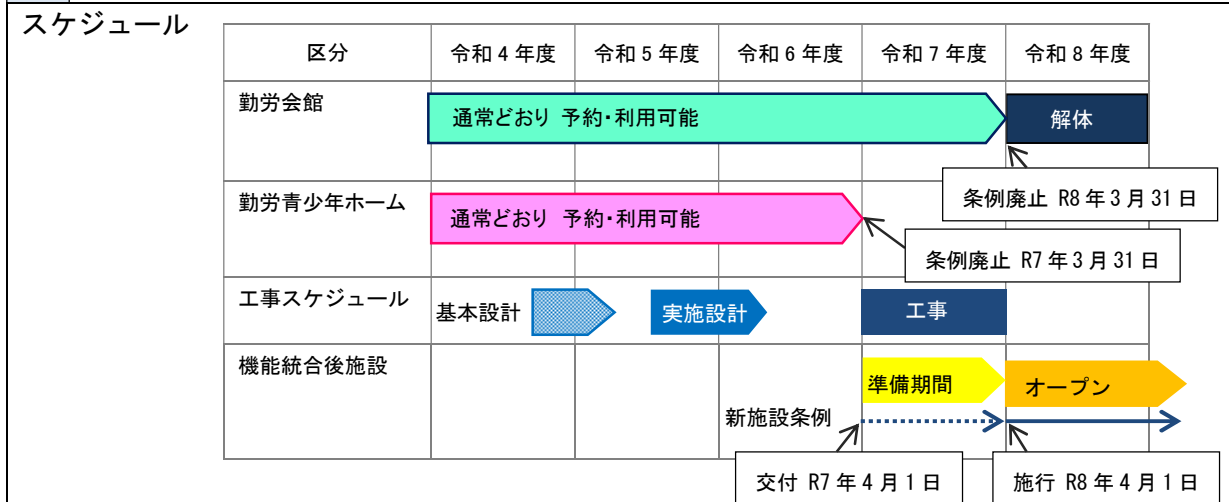 スケジュール
区分 令和4年度 令和5年度 令和6年度 令和7年度 令和8年度
勤労会館 通常どおり 予約・利用可能 解体
条例廃止 R8年3月31日
勤労青少年ホーム 通常どおり 予約・利用可能
条例廃止 R7年3月31日
工事スケジュール 基本設計 実施設計 工事
機能統合後施設 準備期間 オープン
新施設条例
交付 R7年4月1日 施行 R8年4月1日